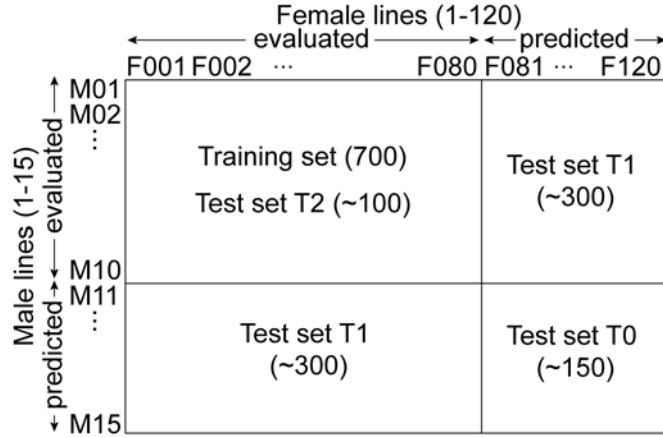 Female lines (1-120)
evaluated
predicted
F001 F002 ... F080 F081 ... F120
Male lines (1-15)
evaluated
predicted
M01
M02
⋮
M10
M11
⋮
M15
Training set (700)
Test set T2 (~100)
Test set T1
(~300)
Test set T1
(~300)
Test set T0
(~150)